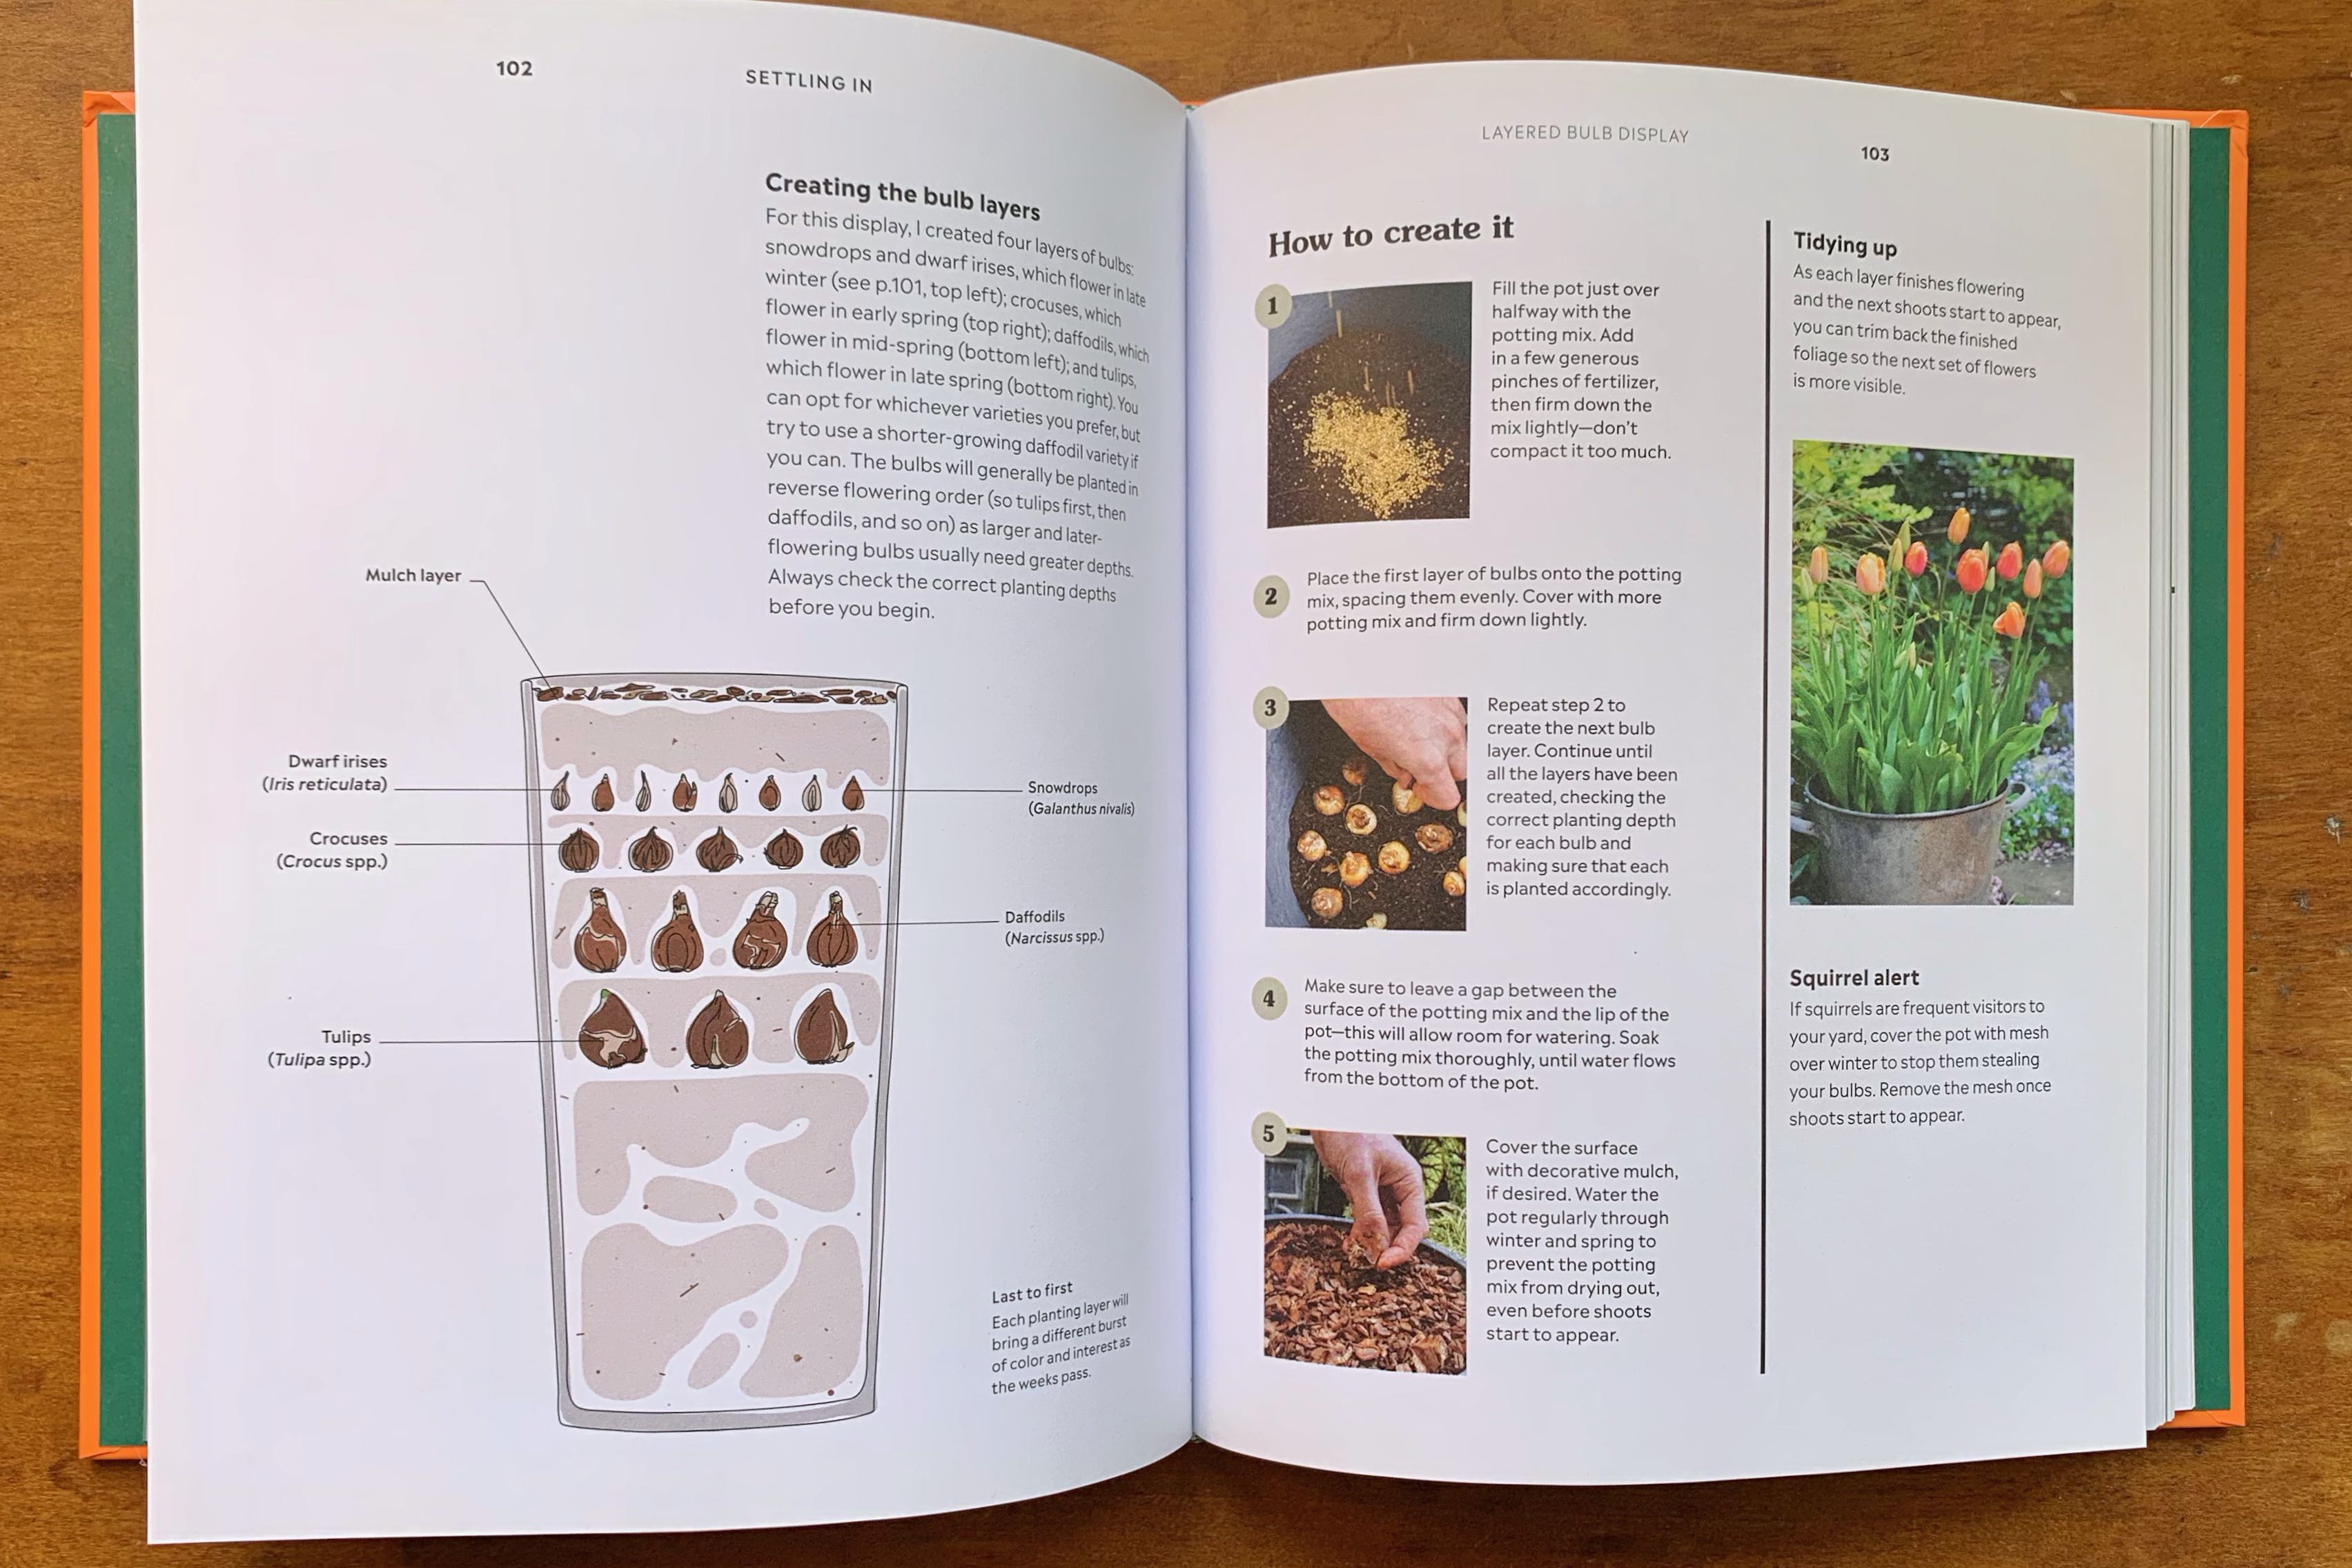 102
SETTLING IN
Creating the bulb layers
For this display, I created four layers of bulbs:
snowdrops and dwarf irises, which flower in late
winter (see p.101, top left); crocuses, which
flower in early spring (top right); daffodils, which
flower in mid-spring (bottom left); and tulips,
which flower in late spring (bottom right). You
can opt for whichever varieties you prefer, but
try to use a shorter-growing daffodil variety if
you can. The bulbs will generally be planted in
reverse flowering order (so tulips first, then
daffodils, and so on) as larger and later-
flowering bulbs usually need greater depths.
Always check the correct planting depths
before you begin.
Mulch layer
Dwarf irises
(Iris reticulata)
Snowdrops
(Galanthus nivalis)
Crocuses
(Crocus spp.)
Daffodils
(Narcissus spp.)
Tulips
(Tulipa spp.)
Last to first
Each planting layer will
bring a different burst
of color and interest as
the weeks pass.
LAYERED BULB DISPLAY
103
How to create it
1
Fill the pot just over
halfway with the
potting mix. Add
in a few generous
pinches of fertilizer,
then firm down the
mix lightly—don't
compact it too much.
2
Place the first layer of bulbs onto the potting
mix, spacing them evenly. Cover with more
potting mix and firm down lightly.
3
Repeat step 2 to
create the next bulb
layer. Continue until
all the layers have been
created, checking the
correct planting depth
for each bulb and
making sure that each
is planted accordingly.
4
Make sure to leave a gap between the
surface of the potting mix and the lip of the
pot—this will allow room for watering. Soak
the potting mix thoroughly, until water flows
from the bottom of the pot.
5
Cover the surface
with decorative mulch,
if desired. Water the
pot regularly through
winter and spring to
prevent the potting
mix from drying out,
even before shoots
start to appear.
Tidying up
As each layer finishes flowering
and the next shoots start to appear,
you can trim back the finished
foliage so the next set of flowers
is more visible.
Squirrel alert
If squirrels are frequent visitors to
your yard, cover the pot with mesh
over winter to stop them stealing
your bulbs. Remove the mesh once
shoots start to appear.